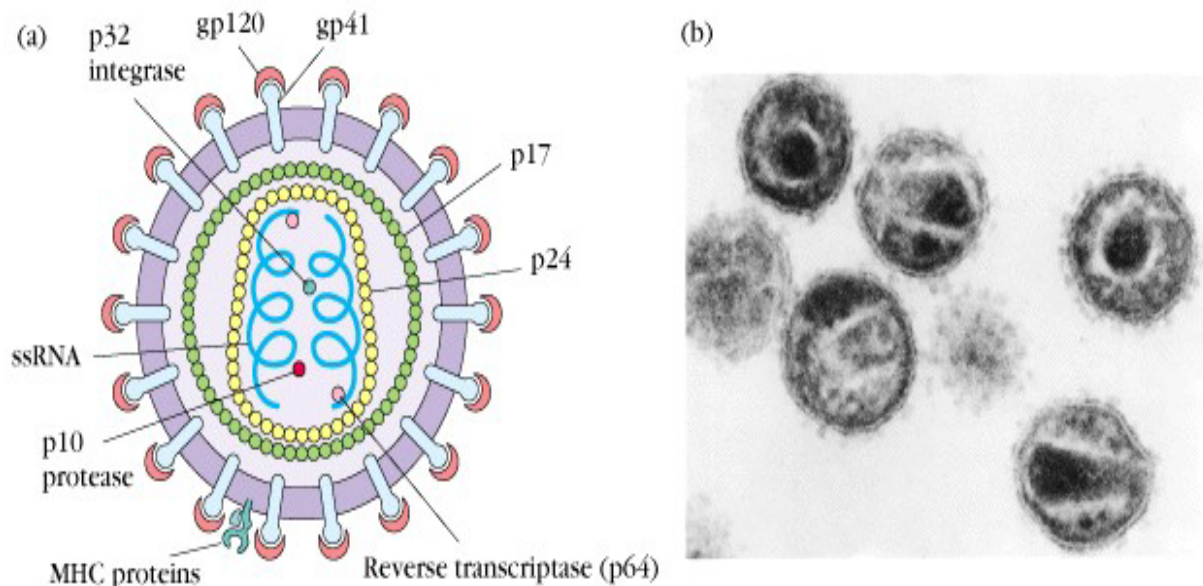 (a)
gp120
gp41
p32
integrase
p17
p24
ssRNA
p10
protease
MHC proteins
Reverse transcriptase (p64)
(b)